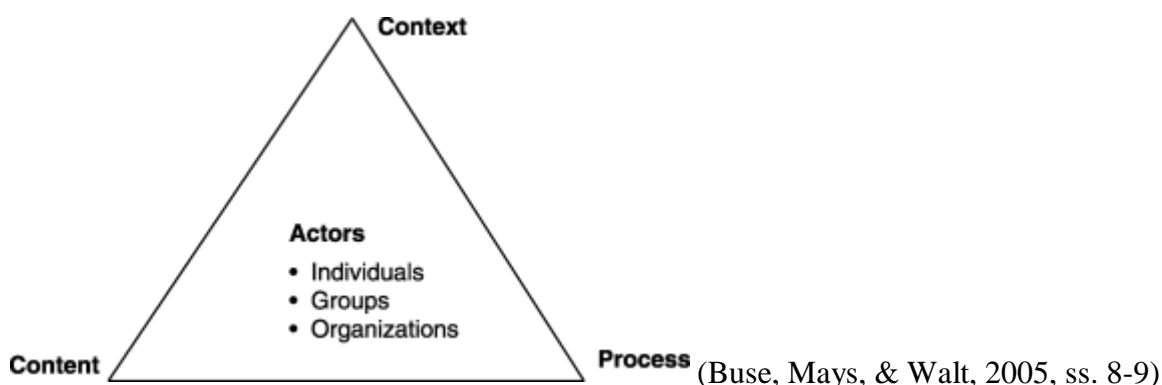 Context
Actors
• Individuals
• Groups
• Organizations
Content
Process (Buse, Mays, & Walt, 2005, ss. 8-9)